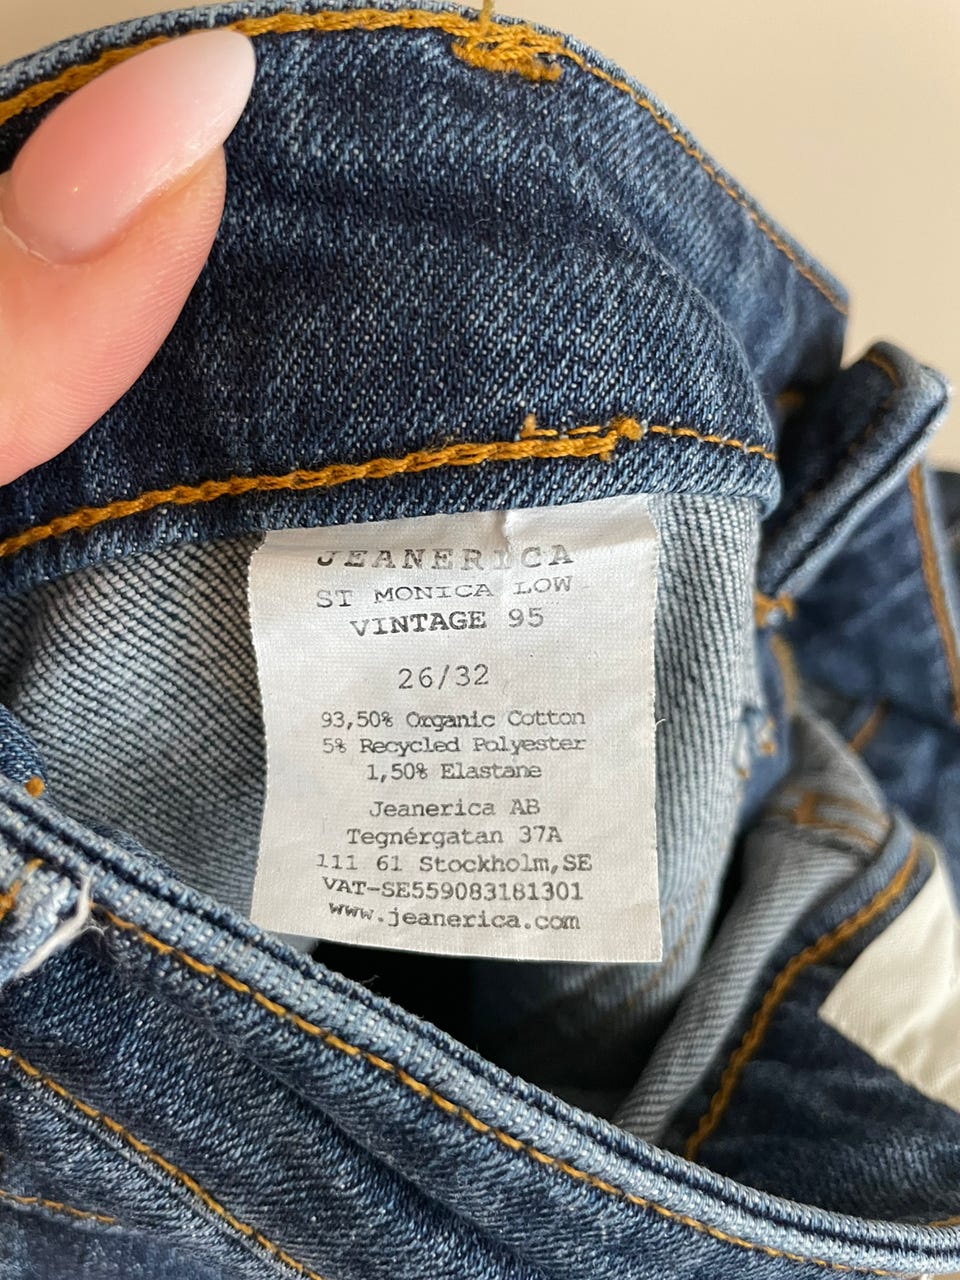 JEANERICA
ST MONICA LOW
VINTAGE 95
26/32
93,50% Organic Cotton
5% Recycled Polyester
1,50% Elastane
Jeanerica AB
Tegnérgatan 37A
111 61 Stockholm,SE
VAT-SE559083181301
www.jeanerica.com